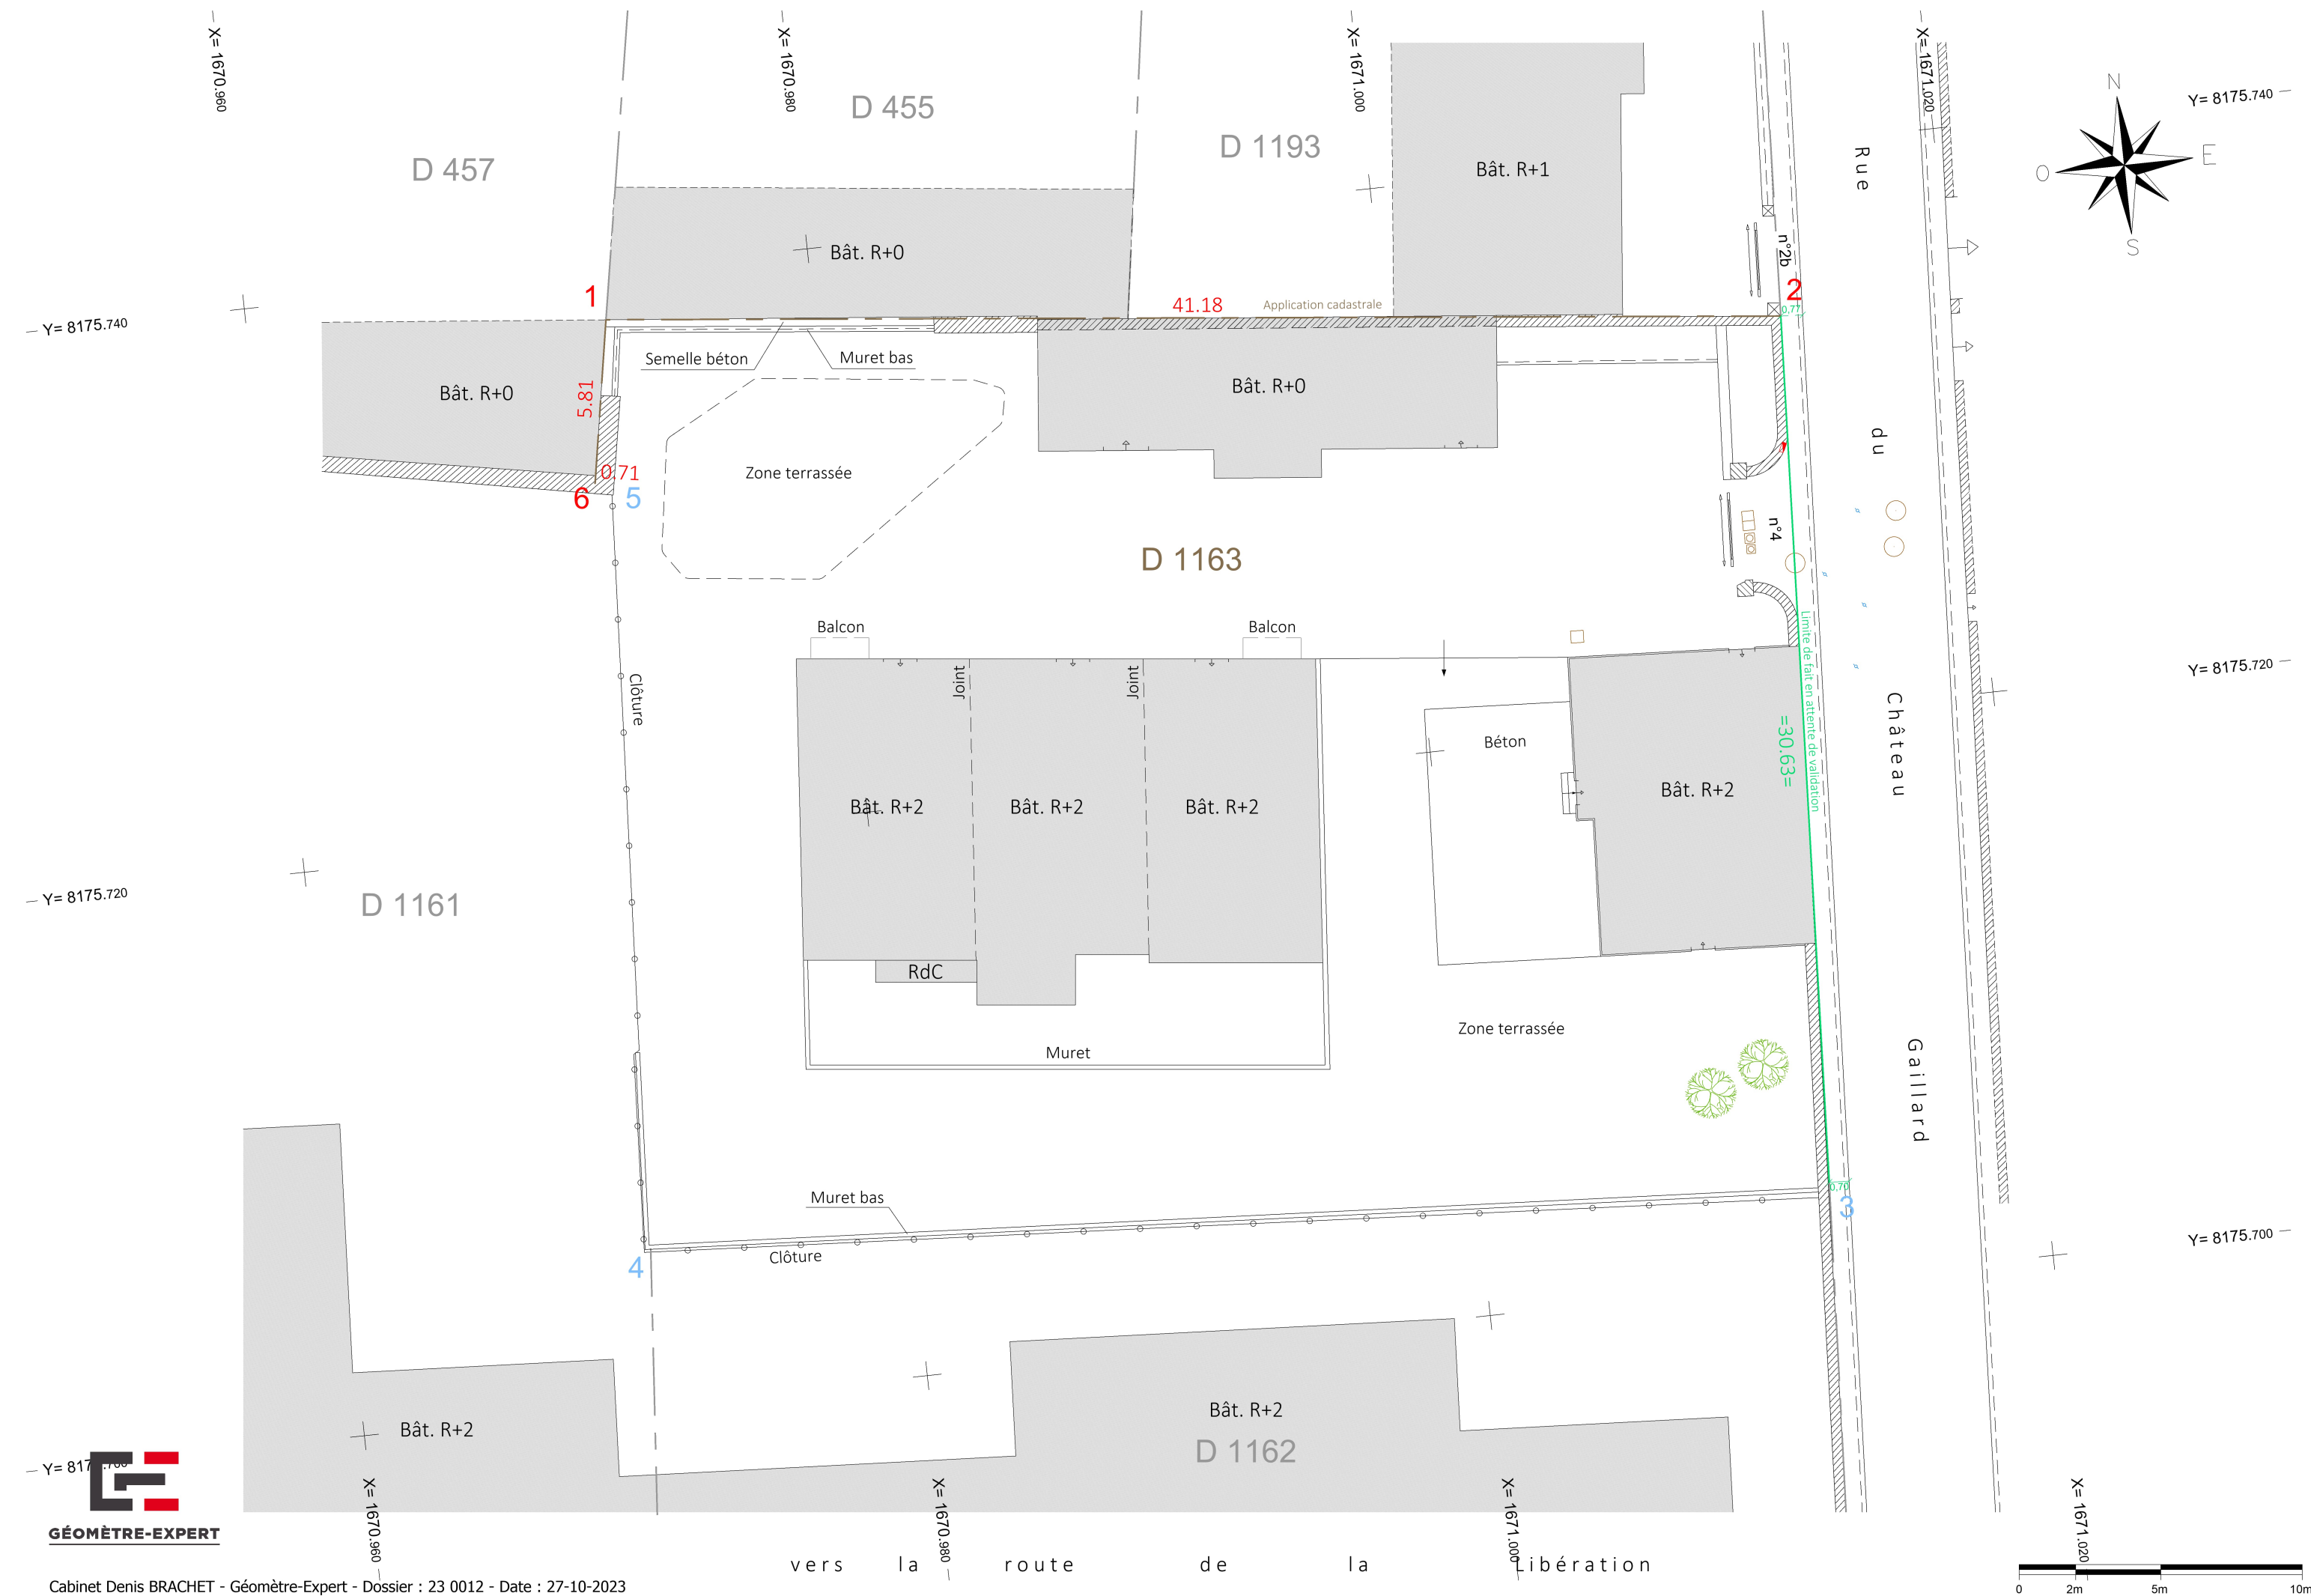 X= 1670.960
X= 1670.980
X= 1671.000
X= 1671.020
Y= 8175.740
N
E
O
S
D 455
D 457
D 1193
Bât. R+1
Rue
Bât. R+0
n°2b
1
2
41.18
Application cadastrale
0,77
Y= 8175.740
Semelle béton
Muret bas
Bât. R+0
5.81
Bât. R+0
0.71
6
5
Zone terrassée
du
n°4
D 1163
Balcon
Balcon
Limite de fait en attente de validation
Y= 8175.720
Clôture
Joint
Joint
Château
=30.63=
Béton
Bât. R+2
Bât. R+2
Bât. R+2
Bât. R+2
Y= 8175.720
D 1161
RdC
Zone terrassée
Muret
Gaillard
Muret bas
0,70
3
Clôture
4
Y= 8175.700
Bât. R+2
Bât. R+2
D 1162
Y= 817
.700
GÉOMÈTRE-EXPERT
X= 1670.960
X= 1670.980
X= 1671.000
X= 1671.020
vers la route de la Libération
Cabinet Denis BRACHET - Géomètre-Expert - Dossier : 23 0012 - Date : 27-10-2023
0 2m 5m 10m